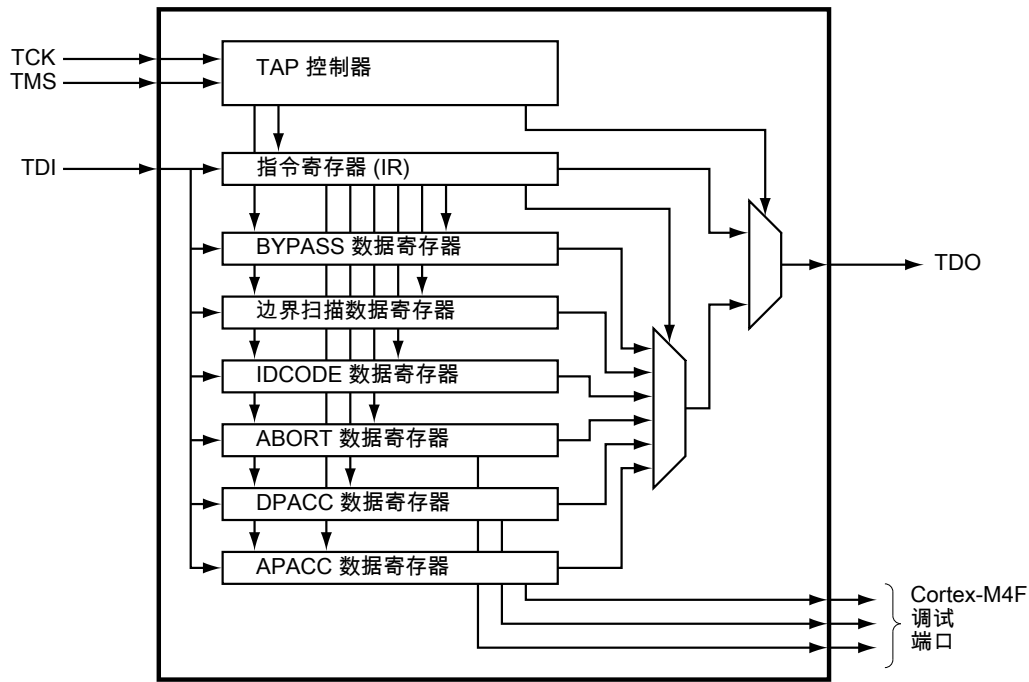 TCK
TMS
TAP 控制器
TDI
指令寄存器 (IR)
BYPASS 数据寄存器
TDO
边界扫描数据寄存器
IDCODE 数据寄存器
ABORT 数据寄存器
DPACC 数据寄存器
APACC 数据寄存器
Cortex-M4F
调试
端口